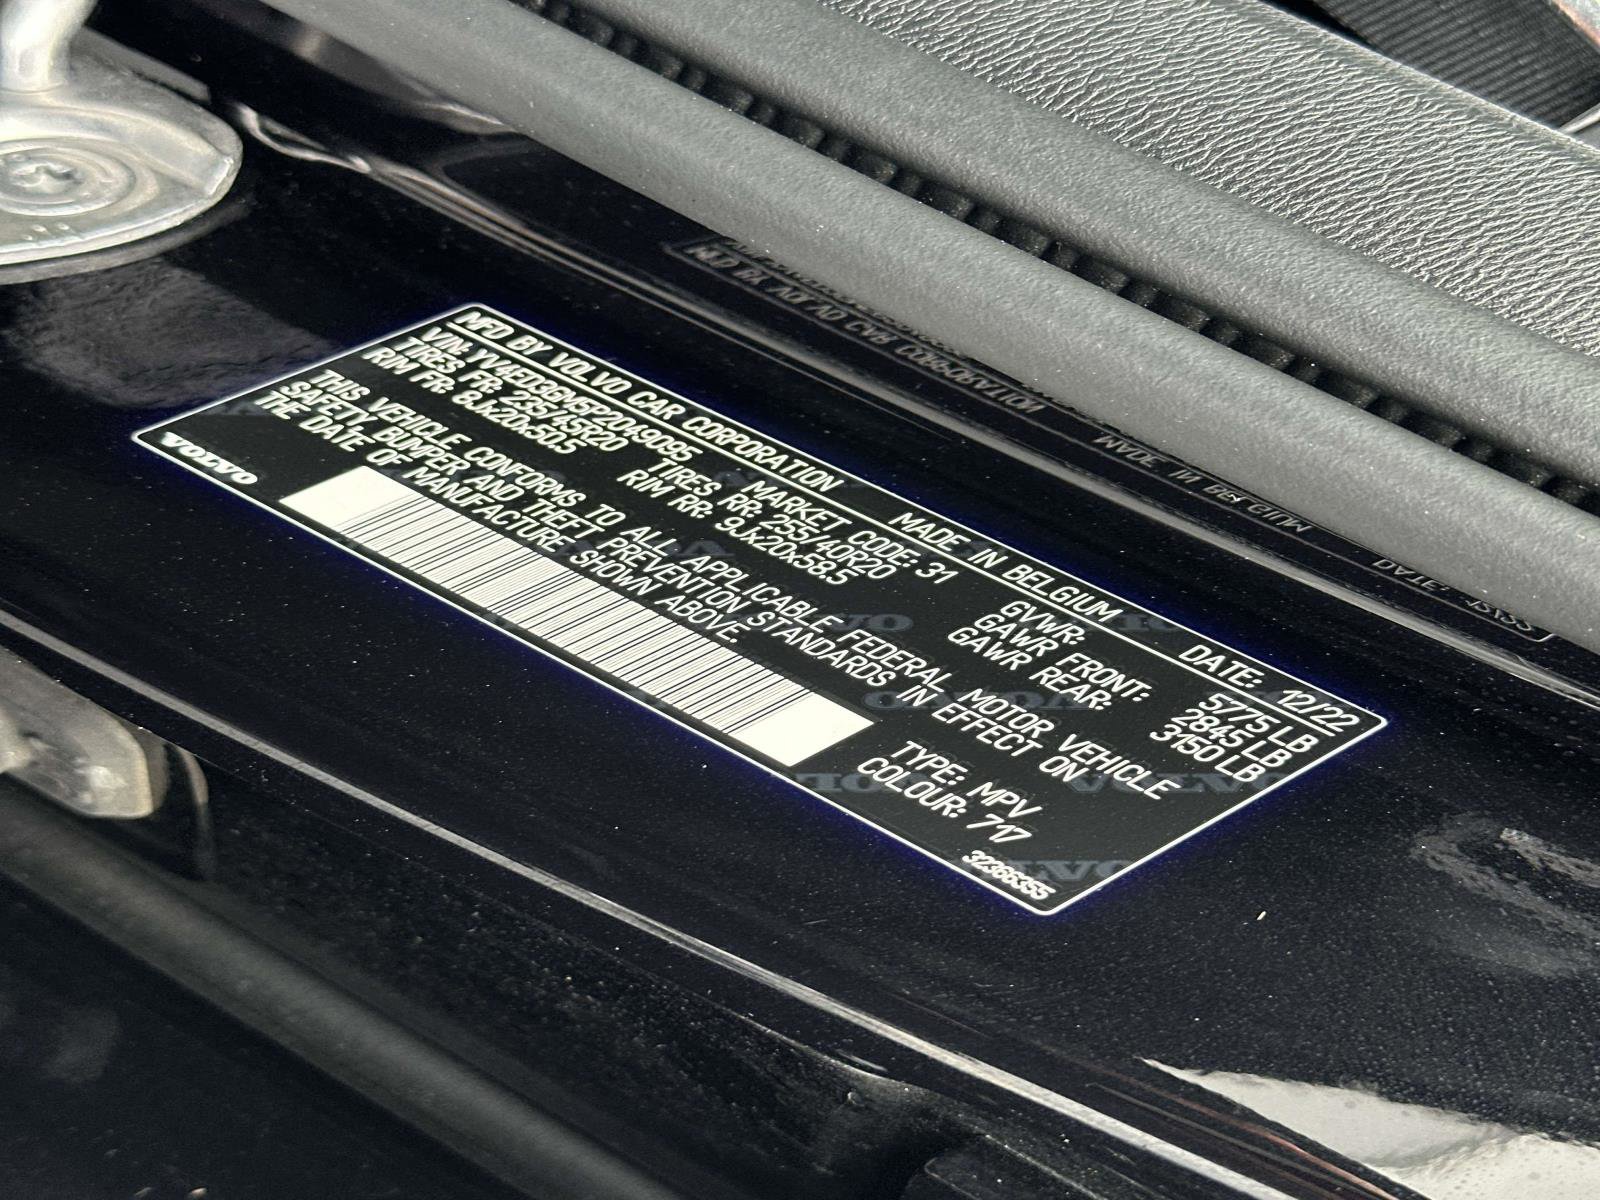 MFD BY VOLVO CAR CORPORATION MADE IN BELGIUM DATE: 12/22
VIN: YV4ED3GM5P2049095 MARKET CODE: 31 GVWR: 5775 LB
TIRES FR: 235/45R20 TIRES RR: 255/40R20 GAWR FRONT: 2845 LB
RIM FR: 8Jx20x50.5 RIM RR: 9Jx20x58.5 GAWR REAR: 3150 LB
THIS VEHICLE CONFORMS TO ALL APPLICABLE FEDERAL MOTOR VEHICLE
SAFETY BUMPER AND THEFT PREVENTION STANDARDS IN EFFECT ON
THE DATE OF MANUFACTURE SHOWN ABOVE.
TYPE: MPV
COLOUR: 717
VOLVO
32366355